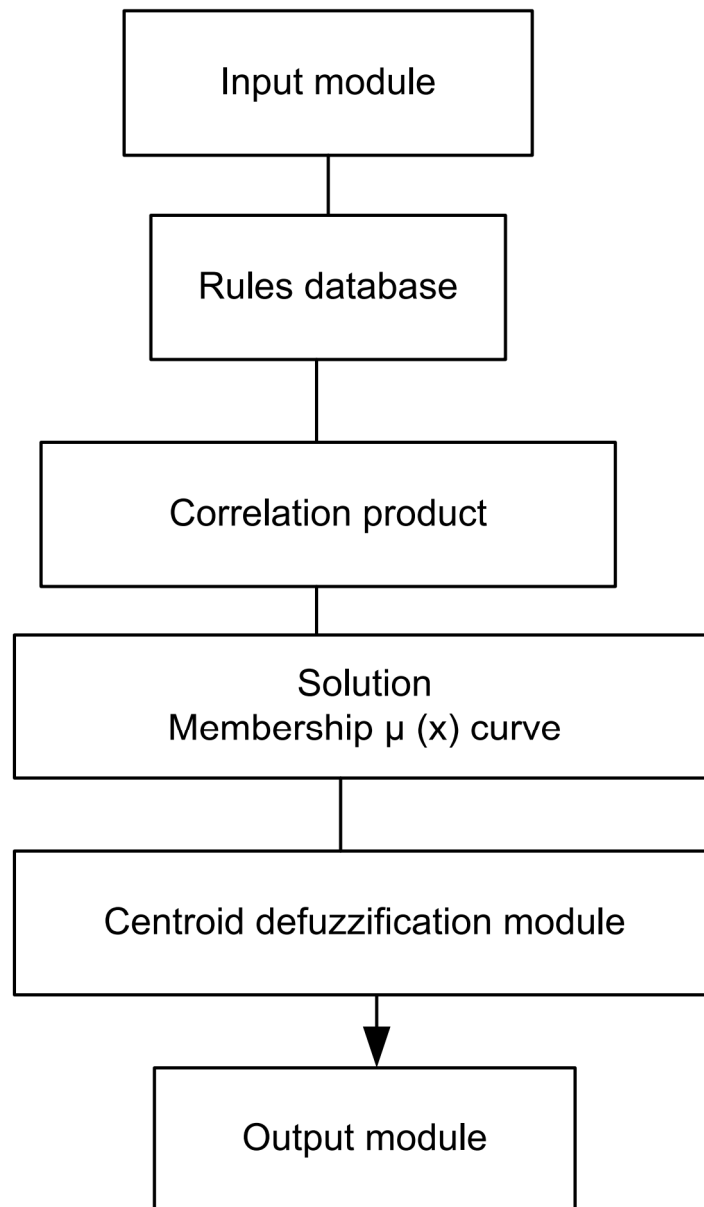 Input module
Rules database
Correlation product
Solution
Membership µ (x) curve
Centroid defuzzification module
Output module